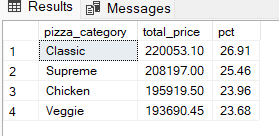 Results Messages
pizza_category total_price pct
1 Classic 220053.10 26.91
2 Supreme 208197.00 25.46
3 Chicken 195919.50 23.96
4 Veggie 193690.45 23.68